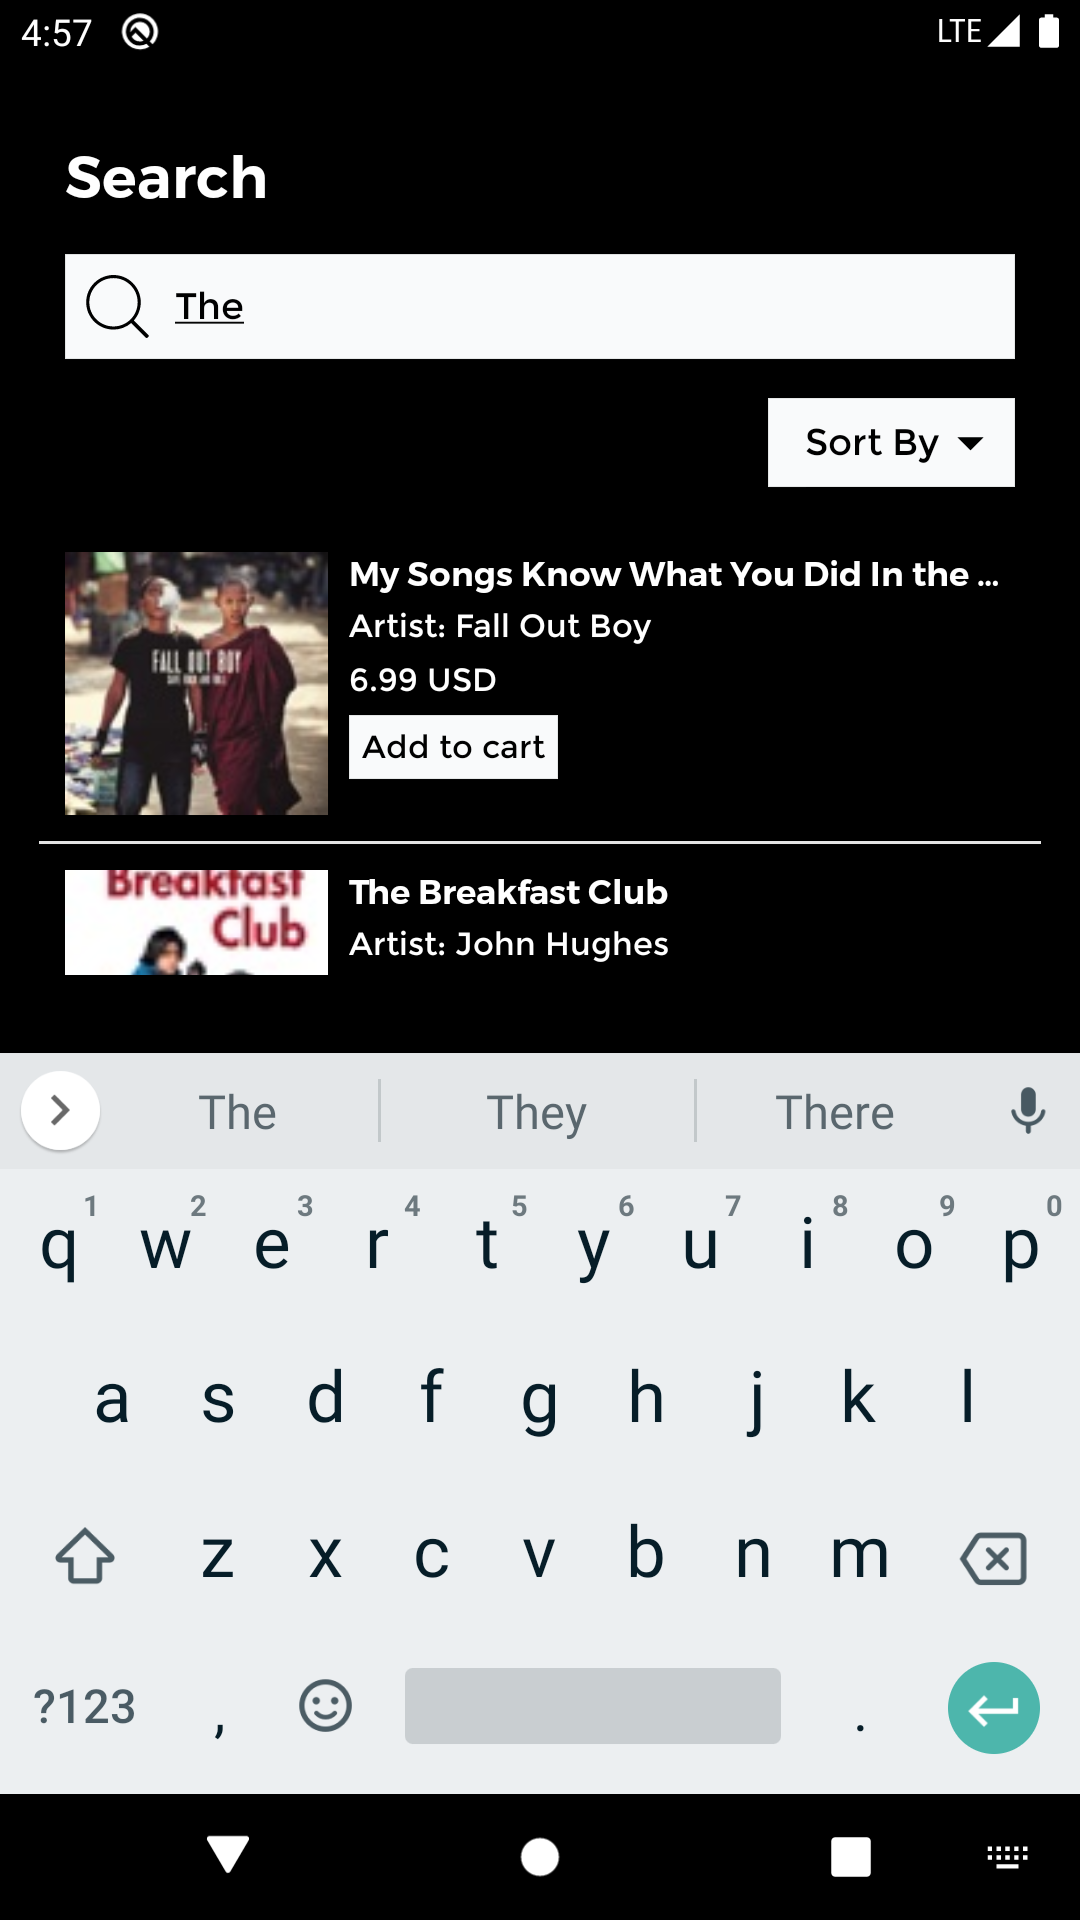 4:57
LTE
Search
The
Sort By
My Songs Know What You Did In the ...
Artist: Fall Out Boy
6.99 USD
Add to cart
FALL OUT BOY
Breakfast
Club
The Breakfast Club
Artist: John Hughes
The They There
1 2 3 4 5 6 7 8 9 0
q w e r t y u i o p
a s d f g h j k l
z x c v b n m
?123 , .